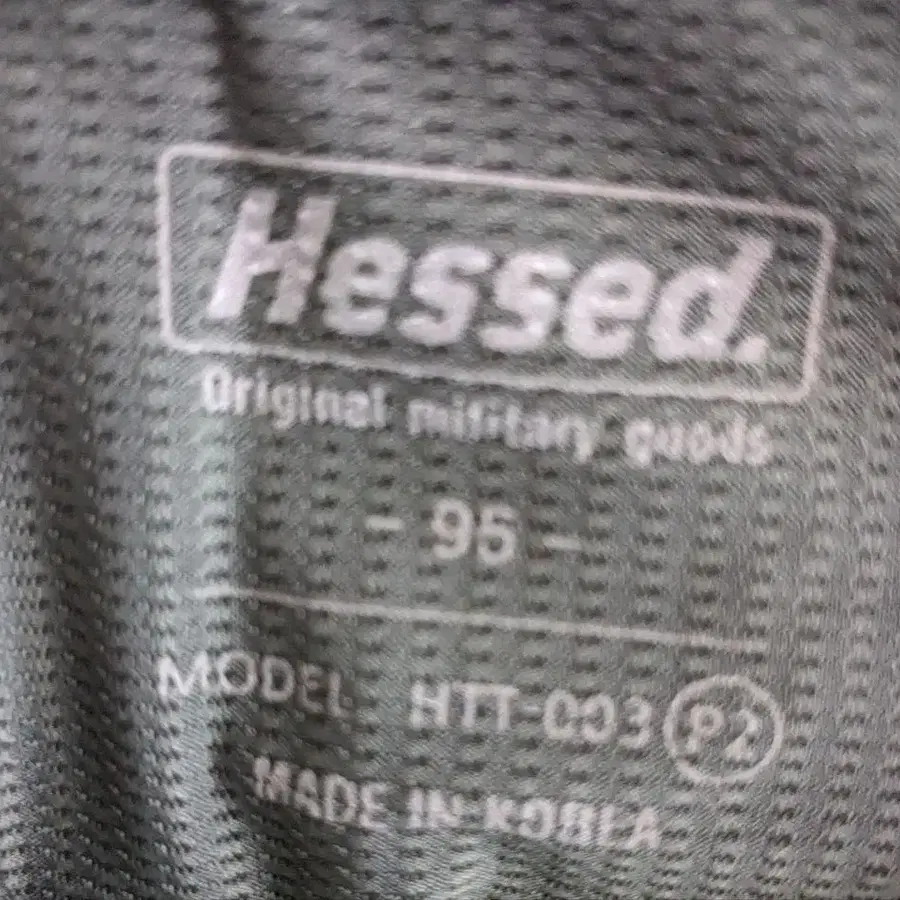 Hessed.
Original military goods
- 95 -
MODEL HTT-003 P2
MADE IN KOREA